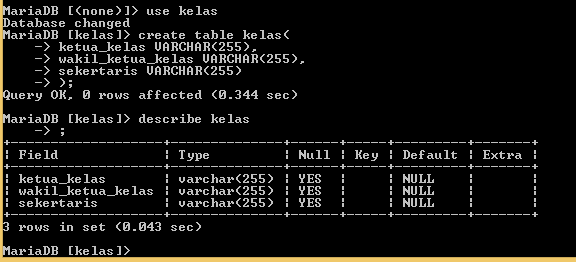 MariaDB [(none)]> use kelas
Database changed
MariaDB [kelas]> create table kelas(
    -> ketua_kelas VARCHAR(255),
    -> wakil_ketua_kelas VARCHAR(255),
    -> sekertaris VARCHAR(255)
    -> );
Query OK, 0 rows affected (0.344 sec)

MariaDB [kelas]> describe kelas
    -> ;
+-------------------+--------------+------+-----+---------+-------+
| Field             | Type         | Null | Key | Default | Extra |
+-------------------+--------------+------+-----+---------+-------+
| ketua_kelas       | varchar(255) | YES  |     | NULL    |       |
| wakil_ketua_kelas | varchar(255) | YES  |     | NULL    |       |
| sekertaris        | varchar(255) | YES  |     | NULL    |       |
+-------------------+--------------+------+-----+---------+-------+
3 rows in set (0.043 sec)

MariaDB [kelas]>